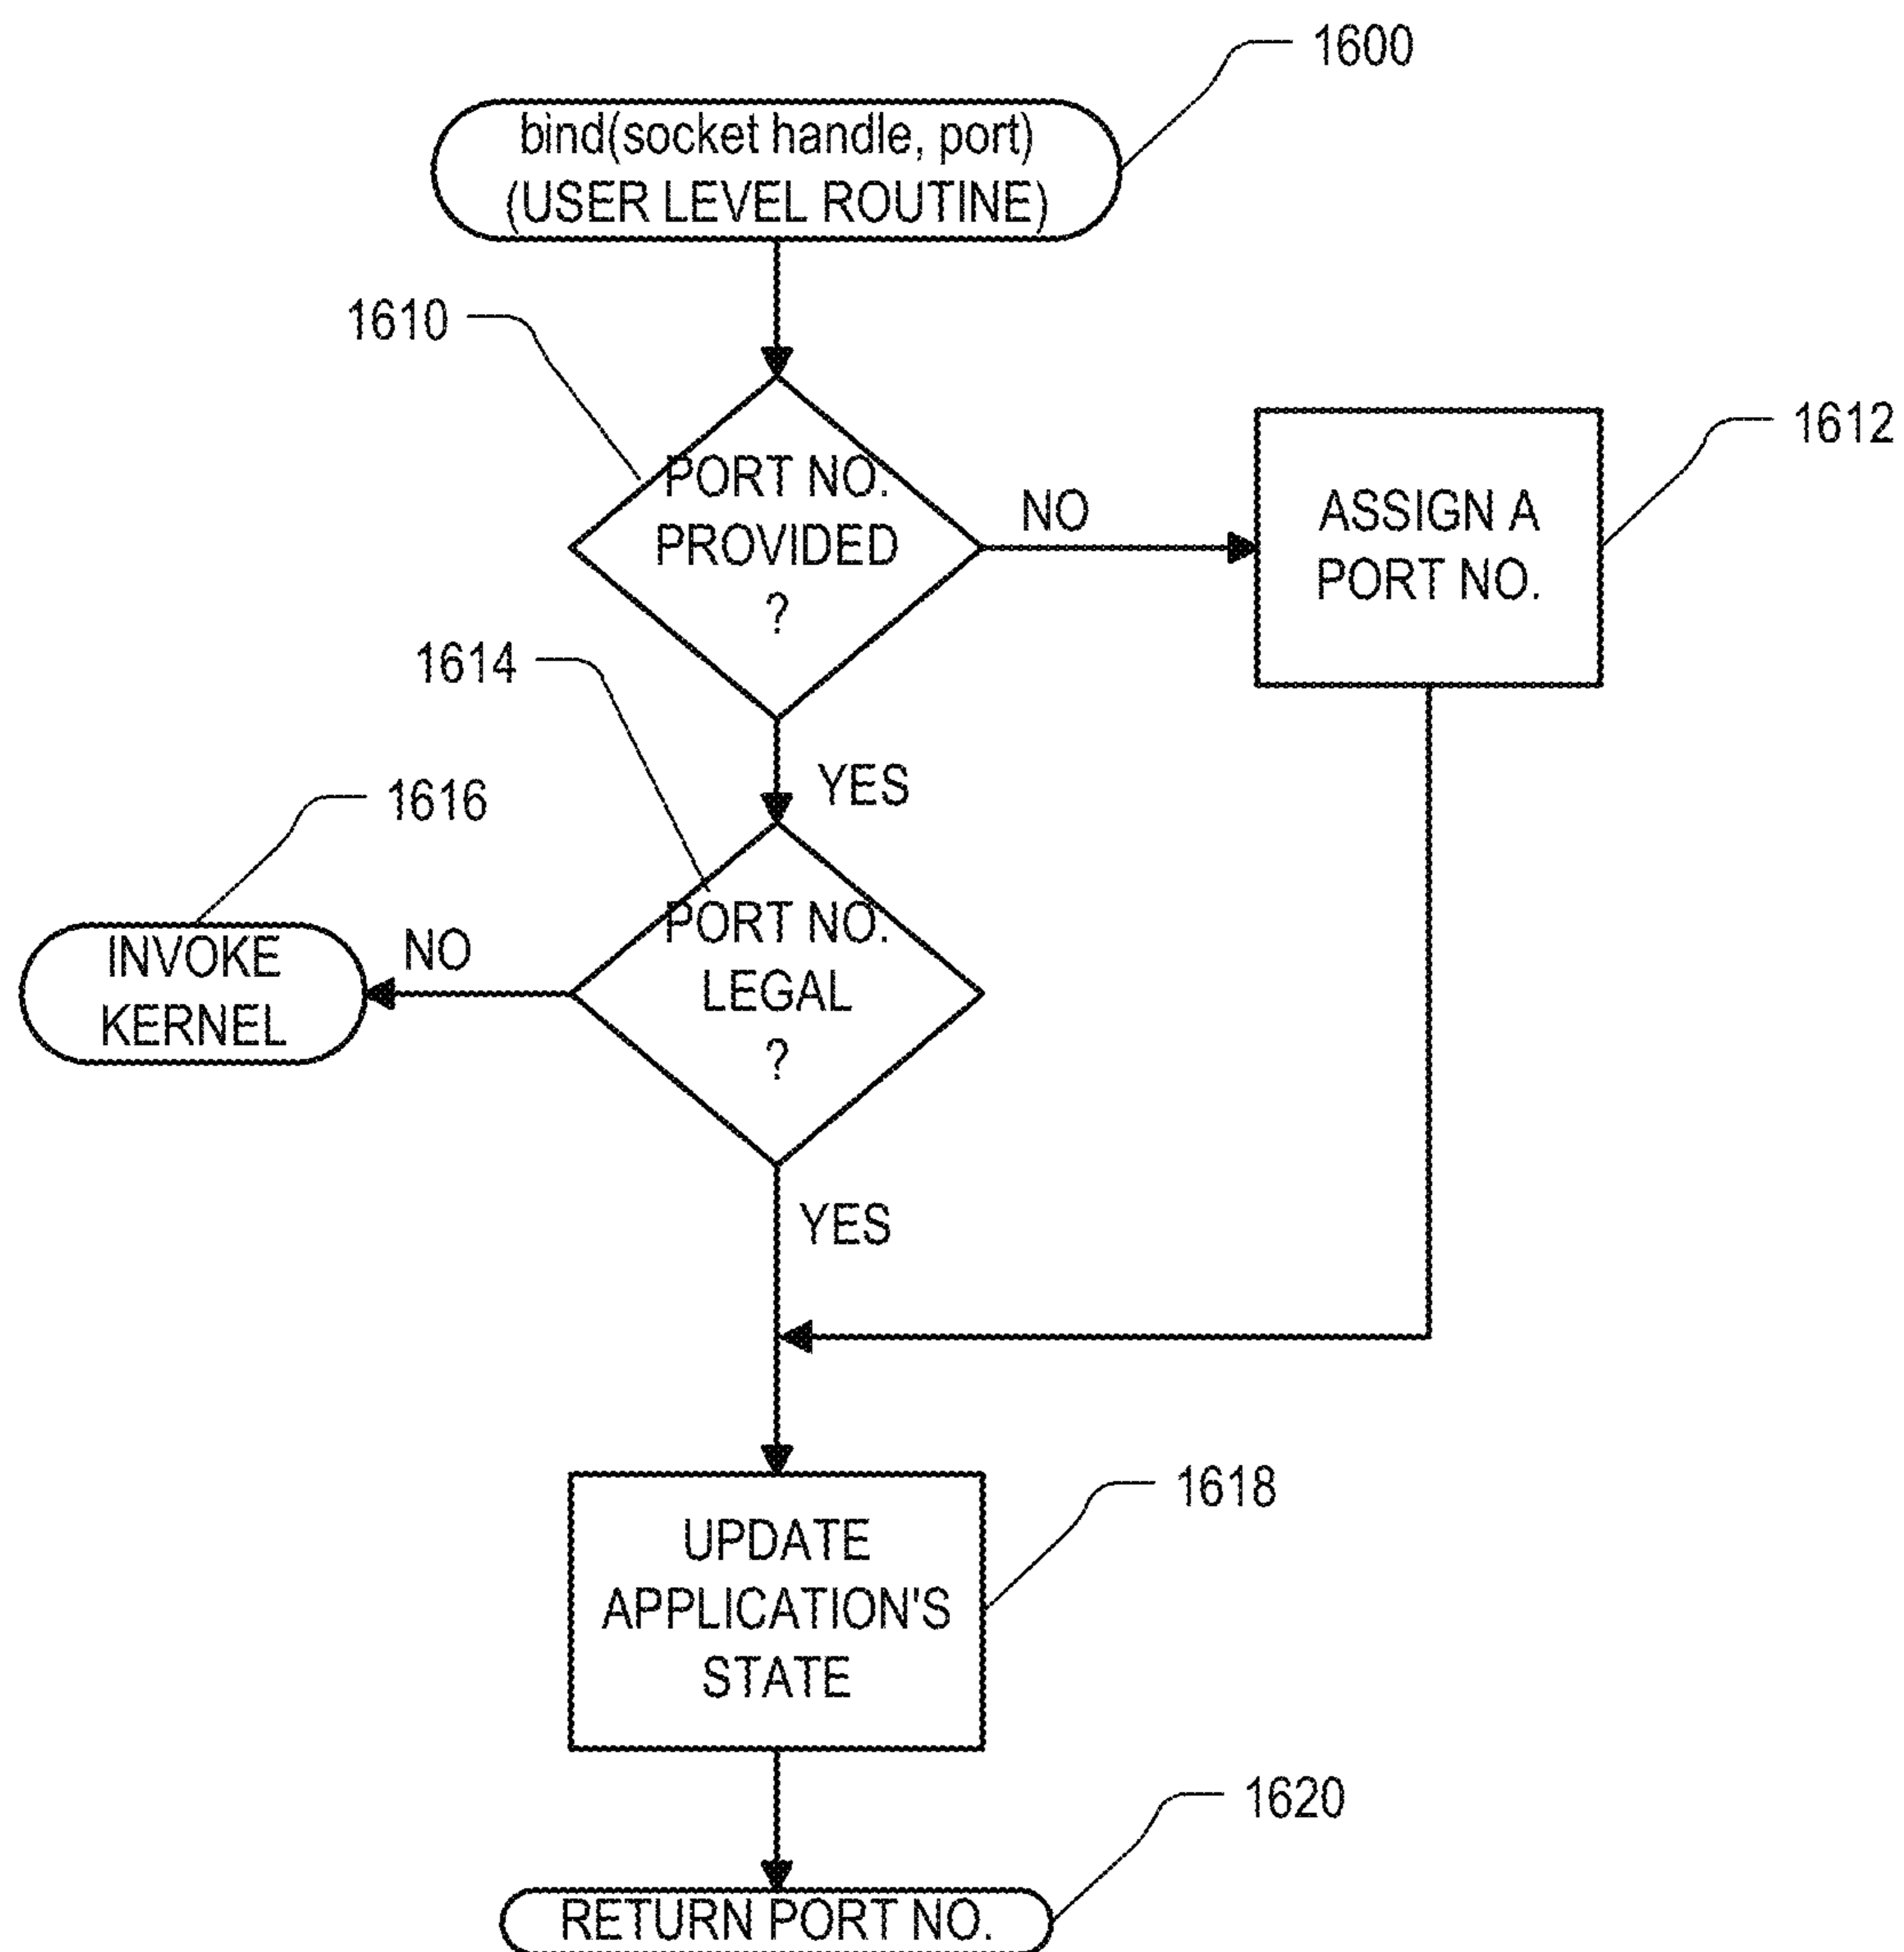 1600
bind(socket handle, port)
(USER LEVEL ROUTINE)
1610
PORT NO.
PROVIDED
?
NO
ASSIGN A
PORT NO.
1612
1614
YES
1616
PORT NO.
LEGAL
?
NO
INVOKE
KERNEL
YES
UPDATE
APPLICATION'S
STATE
1618
1620
RETURN PORT NO.